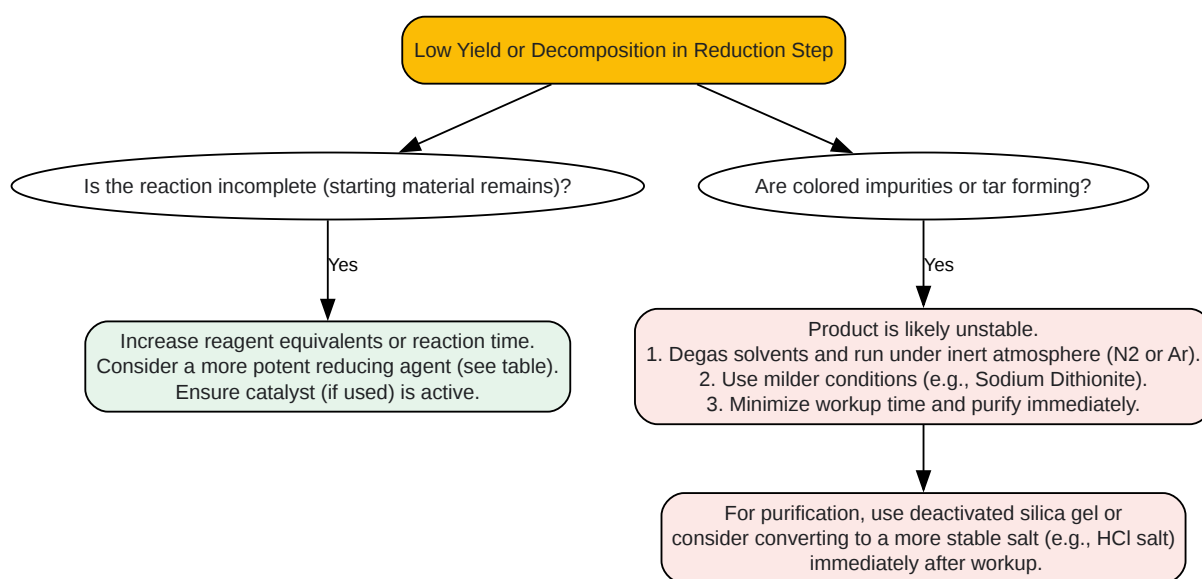 Low Yield or Decomposition in Reduction Step
Is the reaction incomplete (starting material remains)?
Are colored impurities or tar forming?
Yes
Yes
Increase reagent equivalents or reaction time.
Consider a more potent reducing agent (see table).
Ensure catalyst (if used) is active.
Product is likely unstable.
1. Degas solvents and run under inert atmosphere (N2 or Ar).
2. Use milder conditions (e.g., Sodium Dithionite).
3. Minimize workup time and purify immediately.
For purification, use deactivated silica gel or
consider converting to a more stable salt (e.g., HCl salt)
immediately after workup.